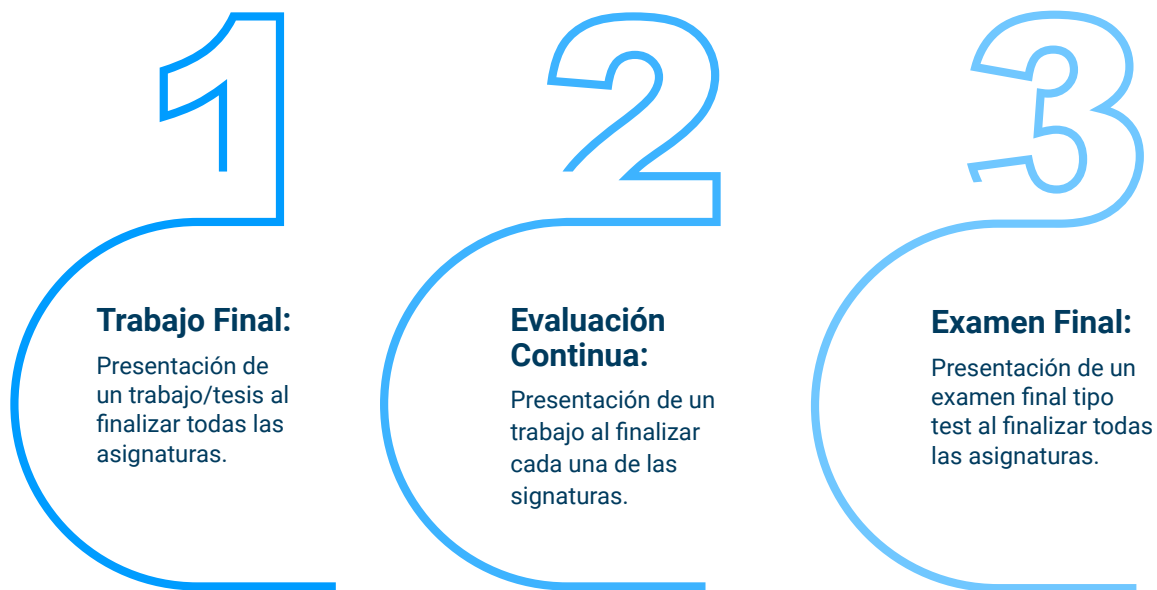 1
Trabajo Final:
Presentación de
un trabajo/tesis al
finalizar todas las
asignaturas.
2
Evaluación
Continua:
Presentación de un
trabajo al finalizar
cada una de las
signaturas.
3
Examen Final:
Presentación de un
examen final tipo
test al finalizar todas
las asignaturas.